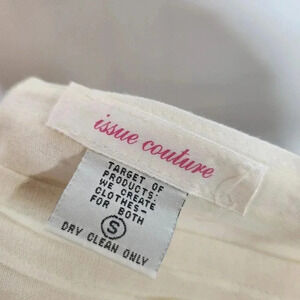 issue couture
TARGET OF
PRODUCTS:
WE CREATE
CLOTHES-
FOR BOTH
S
DRY CLEAN ONLY